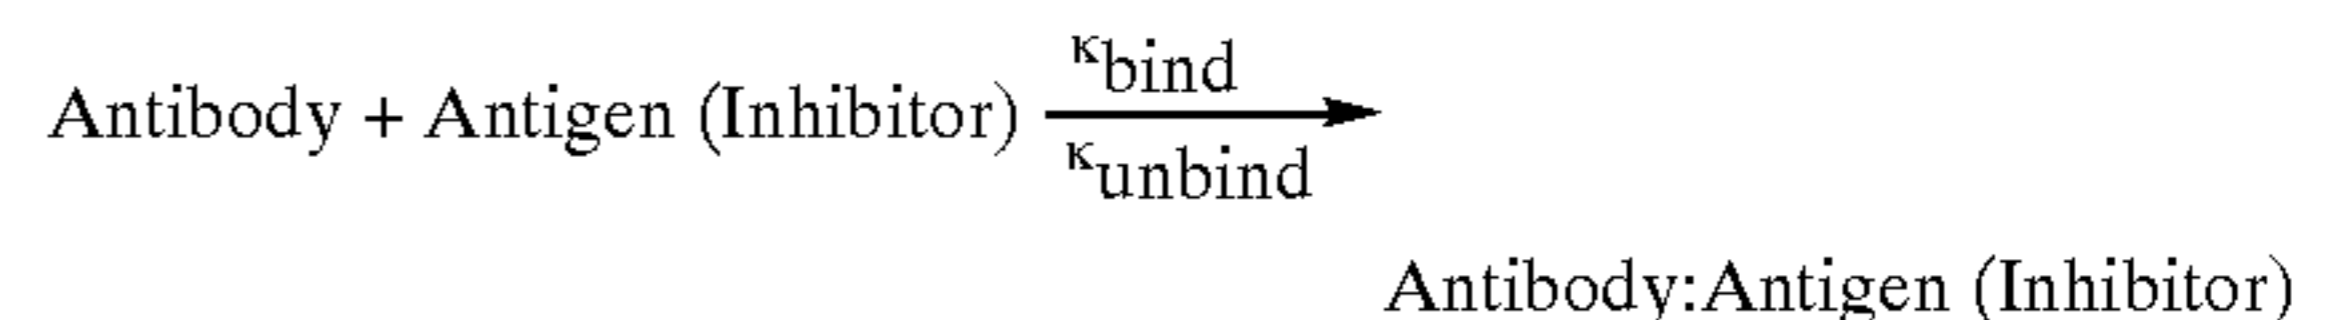 κbind
Antibody + Antigen (Inhibitor)
κunbind
Antibody:Antigen (Inhibitor)